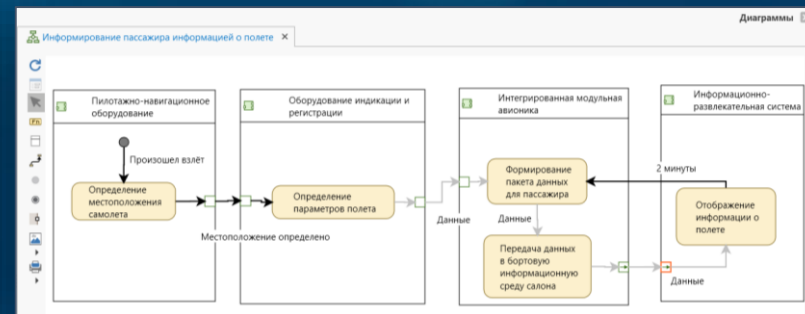 Диаграммы
Информирование пассажира информацией о полете
Пилотажно-навигационное
оборудование
Произошел взлёт
Определение
местоположения
самолета
Оборудование индикации и
регистрации
Определение
параметров полета
Местоположение определено
Данные
Интегрированная модульная
авионика
Формирование
пакета данных
для пассажира
Данные
Передача данных
в бортовую
информационную
среду салона
Информационно-
развлекательная система
2 минуты
Отображение
информации о
полете
Данные